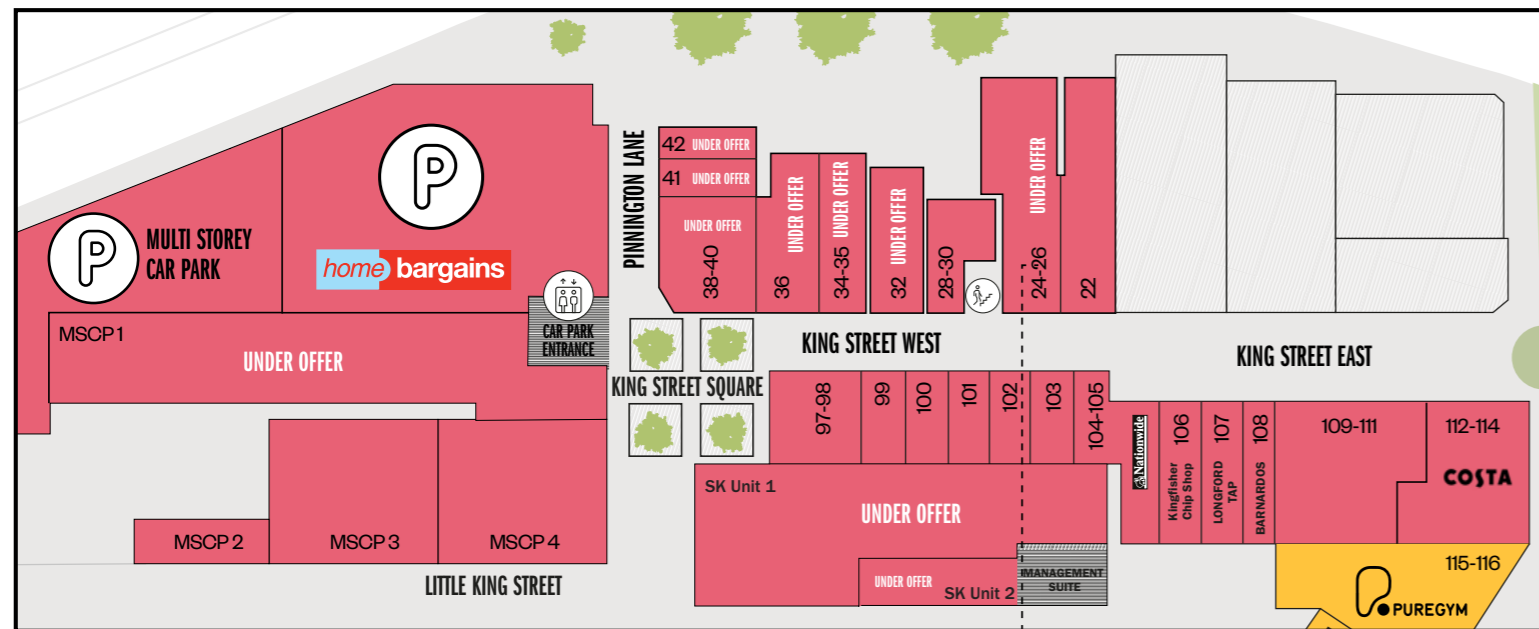 P
MULTI STOREY
CAR PARK
P
home bargains
CAR PARK
ENTRANCE
MSCP 1
UNDER OFFER
MSCP 2
MSCP 3
MSCP 4
LITTLE KING STREET
PINNINGTON LANE
42 UNDER OFFER
41 UNDER OFFER
UNDER OFFER
38-40
UNDER OFFER
36
UNDER OFFER
34-35
UNDER OFFER
32
28-30
UNDER OFFER
24-26
22
KING STREET WEST
KING STREET EAST
KING STREET SQUARE
97-98
99
100
101
102
103
104-105
Nationwide
106
Kingfisher
Chip Shop
107
LONGFORD
TAP
108
BARNARDOS
109-111
112-114
COSTA
SK Unit 1
UNDER OFFER
UNDER OFFER
SK Unit 2
MANAGEMENT
SUITE
115-116
PUREGYM